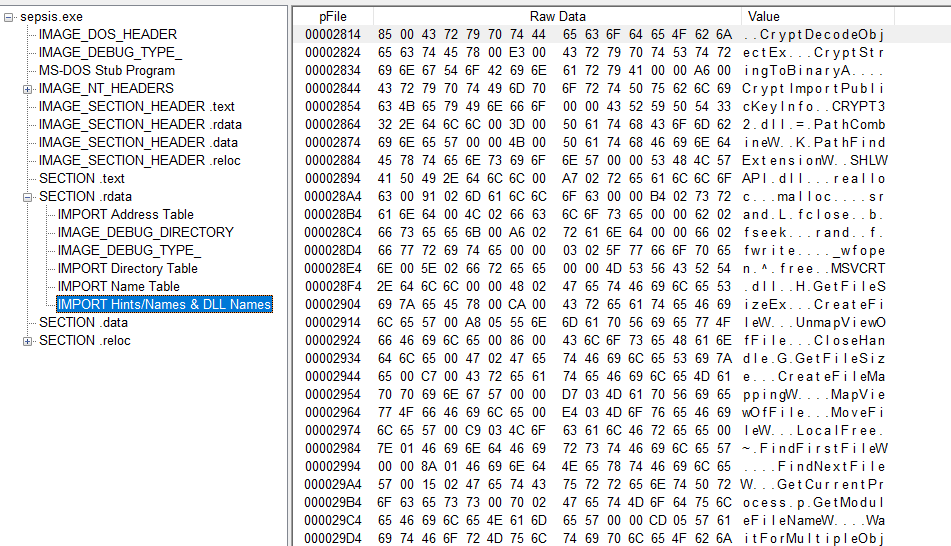 sepsis.exe
IMAGE_DOS_HEADER
IMAGE_DEBUG_TYPE_
MS-DOS Stub Program
IMAGE_NT_HEADERS
IMAGE_SECTION_HEADER .text
IMAGE_SECTION_HEADER .rdata
IMAGE_SECTION_HEADER .data
IMAGE_SECTION_HEADER .reloc
SECTION .text
SECTION .rdata
IMPORT Address Table
IMAGE_DEBUG_DIRECTORY
IMAGE_DEBUG_TYPE_
IMPORT Directory Table
IMPORT Name Table
IMPORT Hints/Names & DLL Names
SECTION .data
SECTION .reloc
pFile Raw Data Value
00002814 85 00 43 72 79 70 74 44 65 63 6F 64 65 4F 62 6A ..CryptDecodeObj
00002824 65 63 74 45 78 00 E3 00 43 72 79 70 74 53 74 72 ectEx...CryptStr
00002834 69 6E 67 54 6F 42 69 6E 61 72 79 41 00 00 A6 00 ingToBinaryA....
00002844 43 72 79 70 74 49 6D 70 6F 72 74 50 75 62 6C 69 CryptImportPubli
00002854 63 4B 65 79 49 6E 66 6F 00 00 43 52 59 50 54 33 cKeyInfo..CRYPT3
00002864 32 2E 64 6C 6C 00 3D 00 50 61 74 68 43 6F 6D 62 2.dll.=.PathComb
00002874 69 6E 65 57 00 00 4B 00 50 61 74 68 46 69 6E 64 ineW..K.PathFind
00002884 45 78 74 65 6E 73 69 6F 6E 57 00 00 53 48 4C 57 ExtensionW..SHLW
00002894 41 50 49 2E 64 6C 6C 00 A7 02 72 65 61 6C 6C 6F API.dll...reallo
000028A4 63 00 91 02 6D 61 6C 6C 6F 63 00 00 B4 02 73 72 c...malloc....sr
000028B4 61 6E 64 00 4C 02 66 63 6C 6F 73 65 00 00 62 02 and.L.fclose..b.
000028C4 66 73 65 65 6B 00 A6 02 72 61 6E 64 00 00 66 02 fseek...rand..f.
000028D4 66 77 72 69 74 65 00 00 03 02 5F 77 66 6F 70 65 fwrite...._wfope
000028E4 6E 00 5E 02 66 72 65 65 00 00 4D 53 56 43 52 54 n.^.free..MSVCRT
000028F4 2E 64 6C 6C 00 00 48 02 47 65 74 46 69 6C 65 53 .dll..H.GetFileS
00002904 69 7A 65 45 78 00 CA 00 43 72 65 61 74 65 46 69 izeEx...CreateFi
00002914 6C 65 57 00 A8 05 55 6E 6D 61 70 56 69 65 77 4F leW...UnmapViewO
00002924 66 46 69 6C 65 00 86 00 43 6C 6F 73 65 48 61 6E fFile...CloseHan
00002934 64 6C 65 00 47 02 47 65 74 46 69 6C 65 53 69 7A dle.G.GetFileSiz
00002944 65 00 C7 00 43 72 65 61 74 65 46 69 6C 65 4D 61 e...CreateFileMa
00002954 70 70 69 6E 67 57 00 00 D7 03 4D 61 70 56 69 65 ppingW....MapVie
00002964 77 4F 66 46 69 6C 65 00 E4 03 4D 6F 76 65 46 69 wOfFile...MoveFi
00002974 6C 65 57 00 C9 03 4C 6F 63 61 6C 46 72 65 65 00 leW...LocalFree.
00002984 7E 01 46 69 6E 64 46 69 72 73 74 46 69 6C 65 57 ~.FindFirstFileW
00002994 00 00 8A 01 46 69 6E 64 4E 65 78 74 46 69 6C 65 ....FindNextFile
000029A4 57 00 15 02 47 65 74 43 75 72 72 65 6E 74 50 72 W...GetCurrentPr
000029B4 6F 63 65 73 73 00 70 02 47 65 74 4D 6F 64 75 6C ocess.p.GetModul
000029C4 65 46 69 6C 65 4E 61 6D 65 57 00 00 CD 05 57 61 eFileNameW....Wa
000029D4 69 74 46 6F 72 4D 75 6C 74 69 70 6C 65 4F 62 6A itForMultipleObj